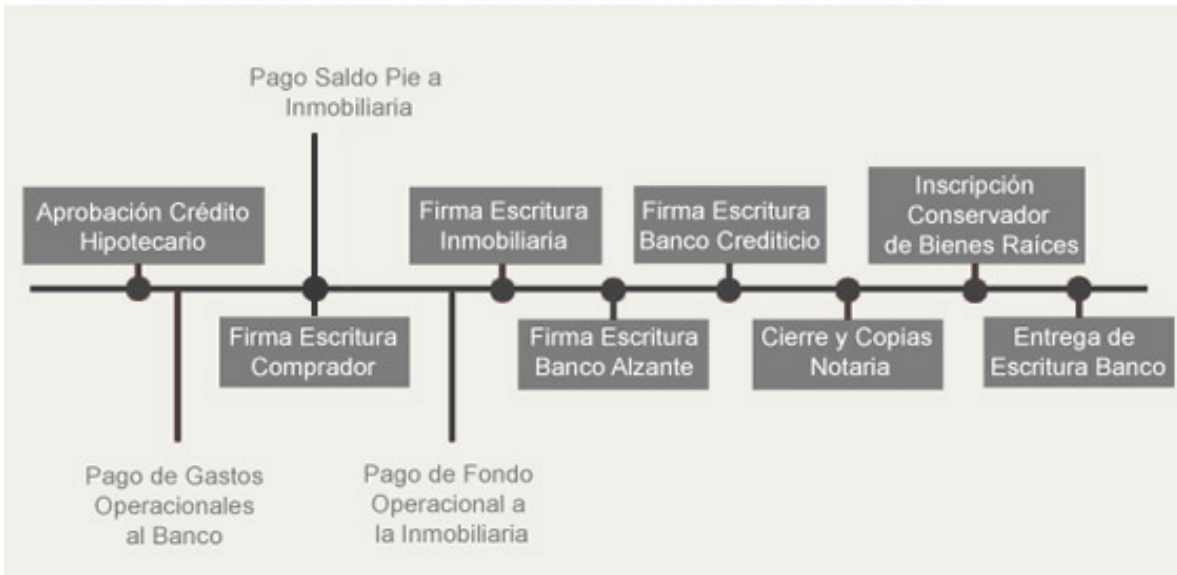 Pago Saldo Pie a
Inmobiliaria
Aprobación Crédito
Hipotecario
Firma Escritura
Inmobiliaria
Firma Escritura
Banco Crediticio
Inscripción
Conservador
de Bienes Raíces
Firma Escritura
Comprador
Firma Escritura
Banco Alzante
Cierre y Copias
Notaria
Entrega de
Escritura Banco
Pago de Gastos
Operacionales
al Banco
Pago de Fondo
Operacional a
la Inmobiliaria